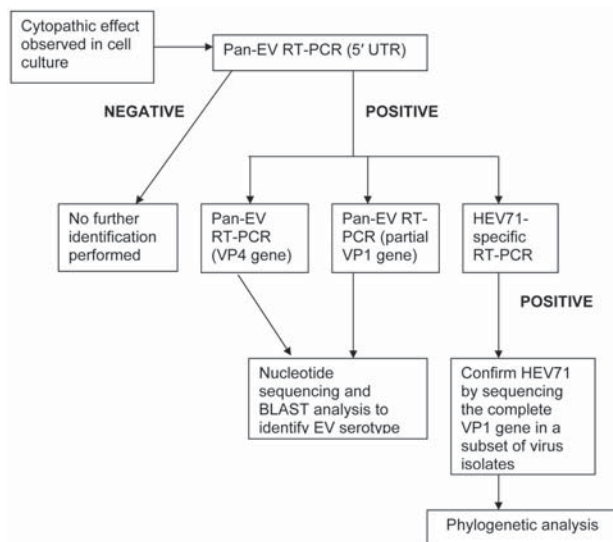 Cytopathic effect
observed in cell
culture
Pan-EV RT-PCR (5′ UTR)
NEGATIVE
POSITIVE
No further
identification
performed
Pan-EV
RT-PCR
(VP4 gene)
Pan-EV RT-
PCR (partial
VP1 gene)
HEV71-
specific
RT-PCR
POSITIVE
Nucleotide
sequencing and
BLAST analysis to
identify EV serotype
Confirm HEV71
by sequencing
the complete
VP1 gene in a
subset of virus
isolates
Phylogenetic analysis